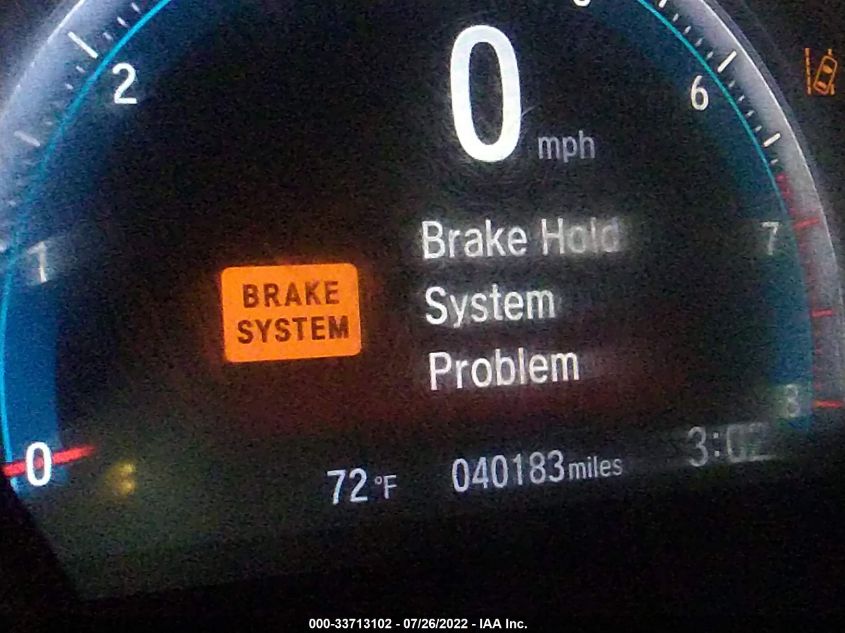 0
2
6
mph
1
7
Brake Hold
BRAKE
SYSTEM
System
Problem
8
0
72 °F
040183 miles
000-33713102 - 07/26/2022 - IAA Inc.